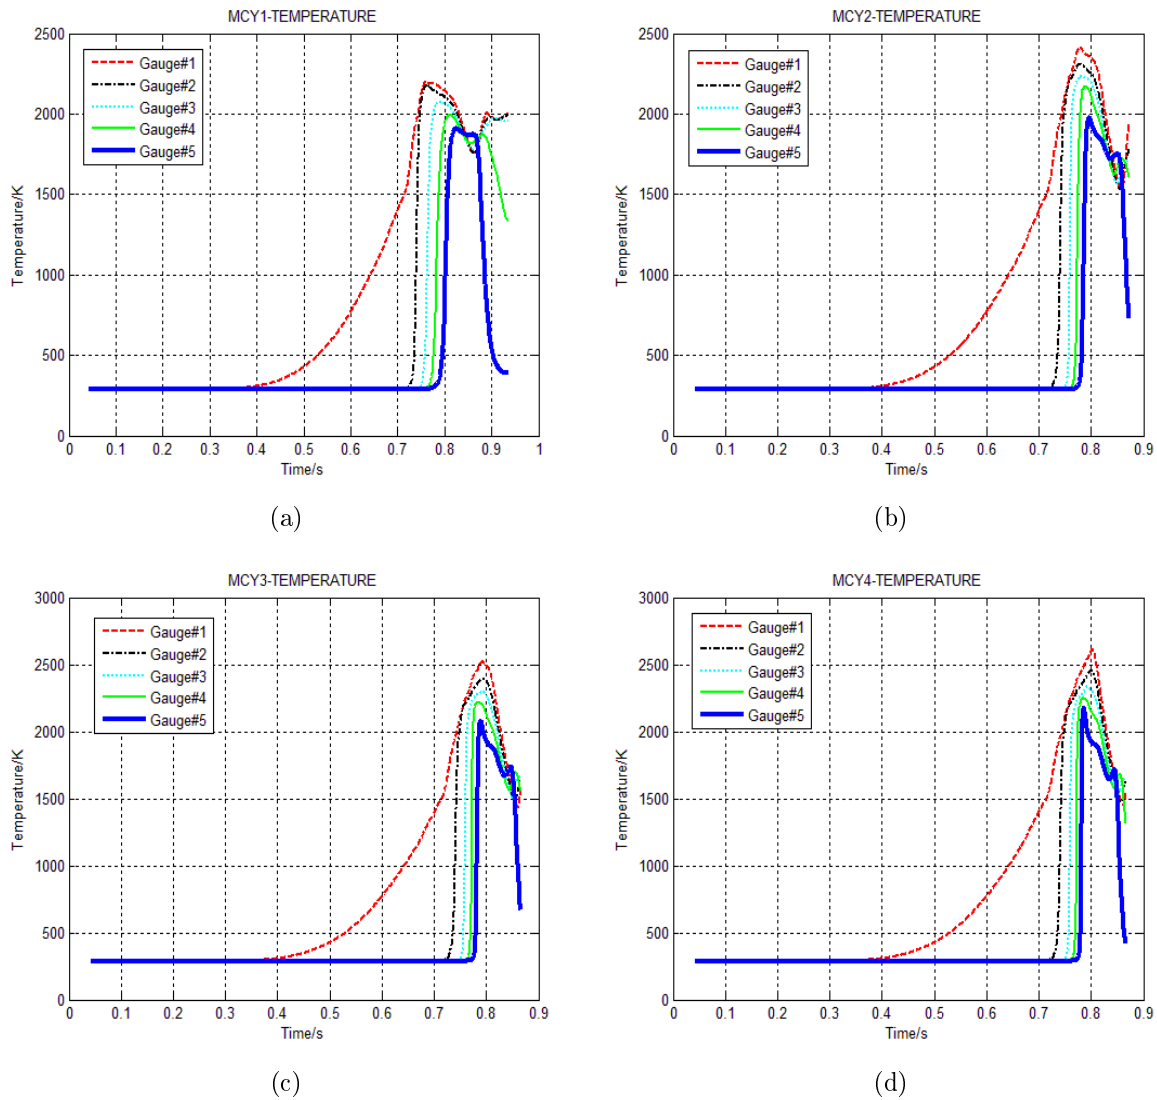 MCY1-TEMPERATURE
2500
2000
1500
1000
500
0
Temperature/K
Gauge#1
Gauge#2
Gauge#3
Gauge#4
Gauge#5
0 0.1 0.2 0.3 0.4 0.5 0.6 0.7 0.8 0.9 1
Time/s
(a)
MCY2-TEMPERATURE
2500
2000
1500
1000
500
0
Temperature/K
Gauge#1
Gauge#2
Gauge#3
Gauge#4
Gauge#5
0 0.1 0.2 0.3 0.4 0.5 0.6 0.7 0.8 0.9
Time/s
(b)
MCY3-TEMPERATURE
3000
2500
2000
1500
1000
500
0
Temperature/K
Gauge#1
Gauge#2
Gauge#3
Gauge#4
Gauge#5
0 0.1 0.2 0.3 0.4 0.5 0.6 0.7 0.8 0.9
Time/s
(c)
MCY4-TEMPERATURE
3000
2500
2000
1500
1000
500
0
Temperature/K
Gauge#1
Gauge#2
Gauge#3
Gauge#4
Gauge#5
0 0.1 0.2 0.3 0.4 0.5 0.6 0.7 0.8 0.9
Time/s
(d)